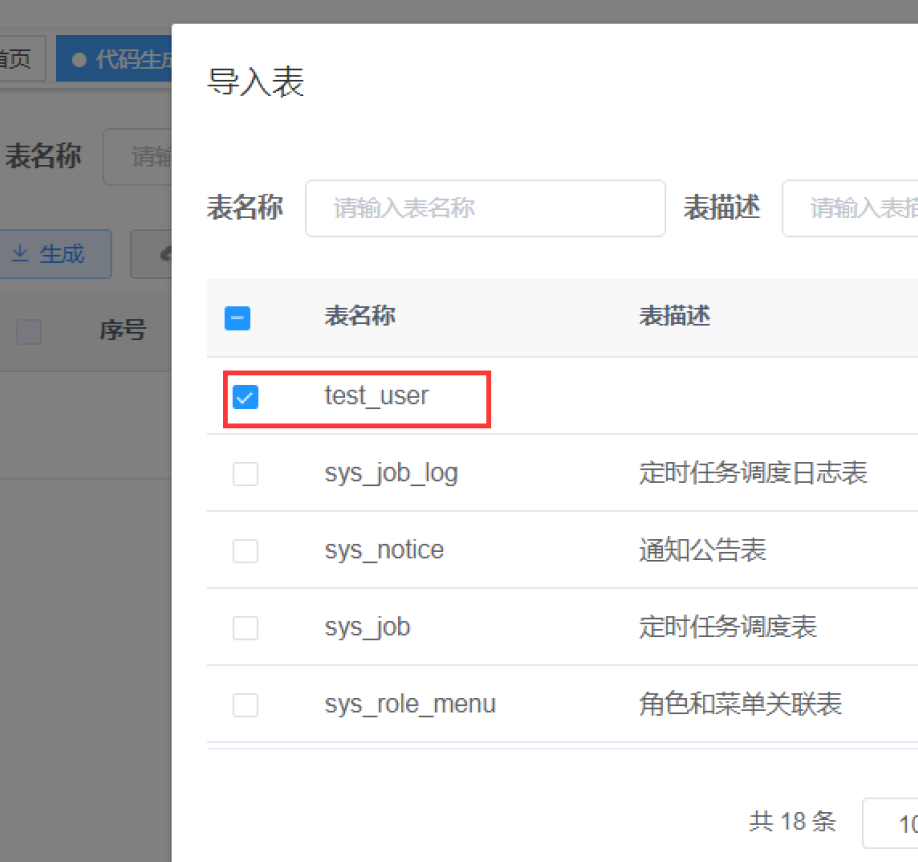 首页 代码生成
导入表
表名称 请输
表名称 请输入表名称 表描述 请输入表描
生成
表名称 表描述
序号
test_user
sys_job_log 定时任务调度日志表
sys_notice 通知公告表
sys_job 定时任务调度表
sys_role_menu 角色和菜单关联表
共 18 条 10